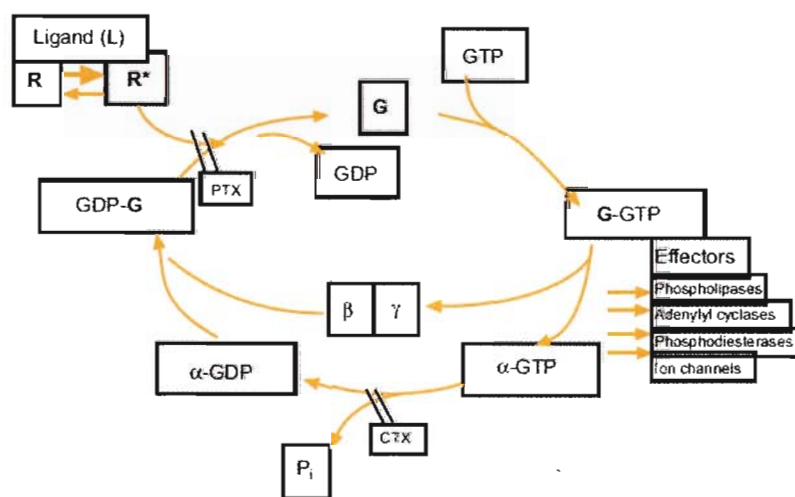 Ligand (L)
R
R*
GTP
G
GDP
PTX
GDP-G
G-GTP
Effectors
Phospholipases
Adenylyl cyclases
Phosphodiesterases
Ion channels
β
γ
α-GDP
α-GTP
CTX
Pi